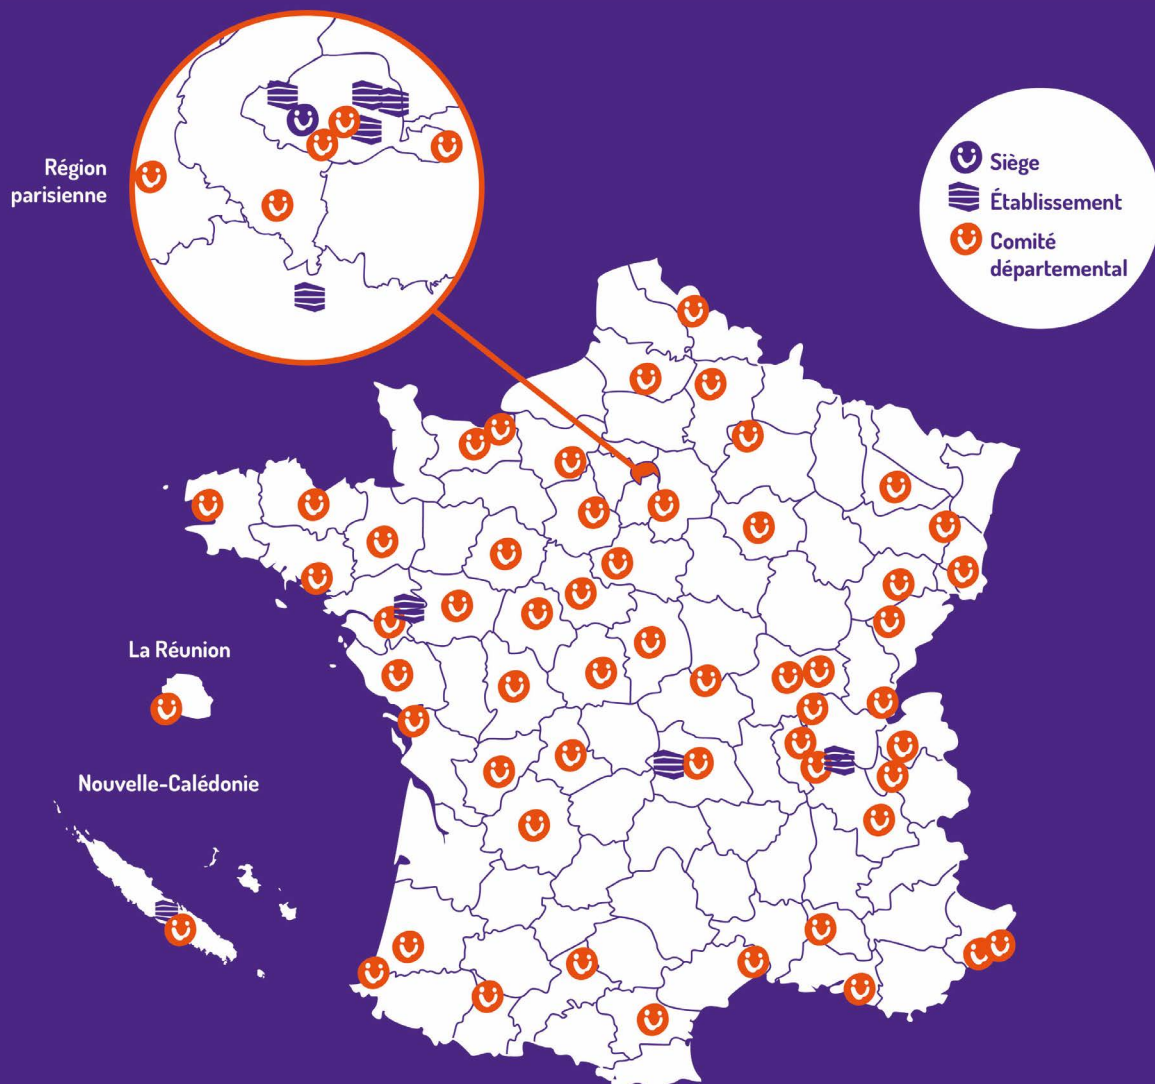 Région
parisienne
Siège
Établissement
Comité
départemental
La Réunion
Nouvelle-Calédonie